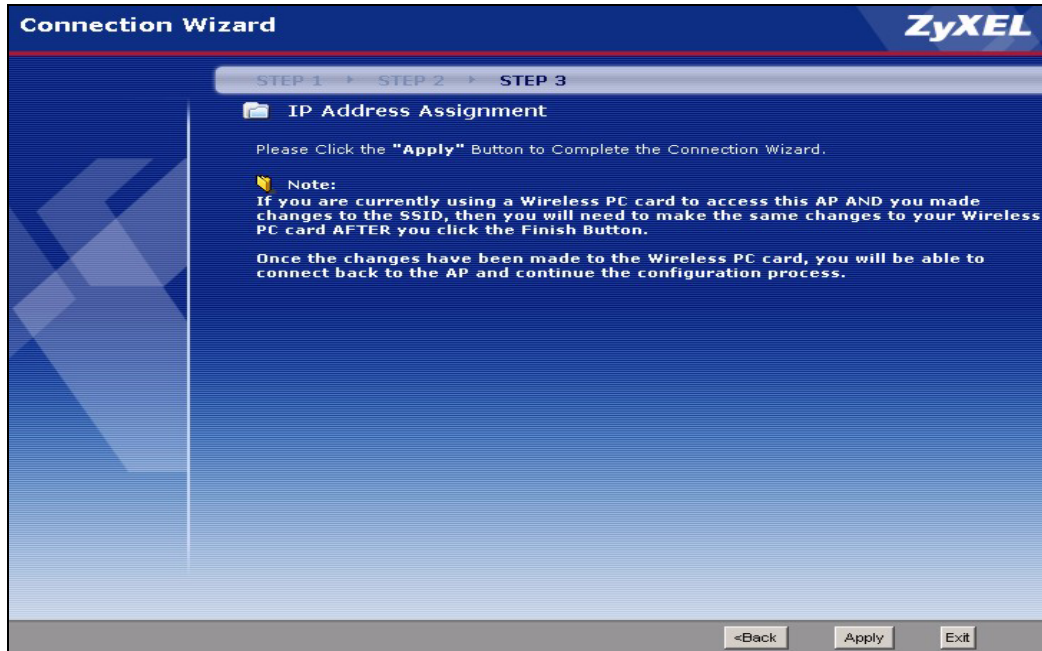 Connection Wizard
ZyXEL
STEP 1 STEP 2 STEP 3
IP Address Assignment
Please Click the "Apply" Button to Complete the Connection Wizard.
Note:
If you are currently using a Wireless PC card to access this AP AND you made
changes to the SSID, then you will need to make the same changes to your Wireless
PC card AFTER you click the Finish Button.
Once the changes have been made to the Wireless PC card, you will be able to
connect back to the AP and continue the configuration process.
<Back Apply Exit